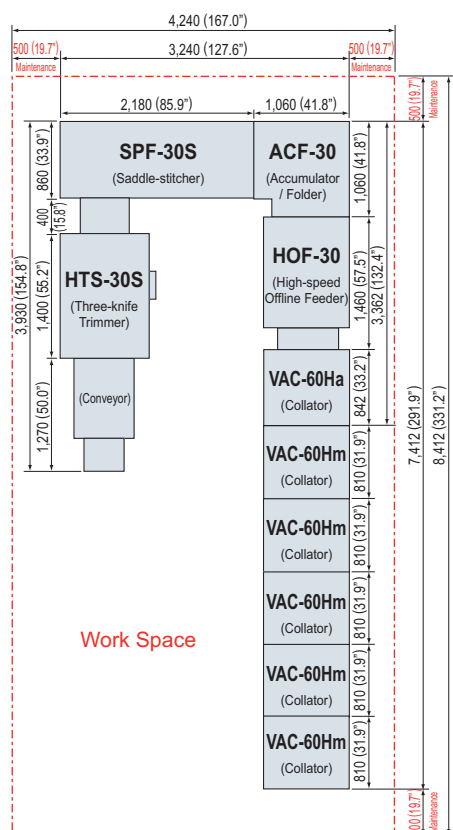 4,240 (167.0”)
500 (19.7”)
Maintenance
3,240 (127.6”)
500 (19.7”)
Maintenance
2,180 (85.9”)
1,060 (41.8”)
500 (19.7”)
Maintenance
SPF-30S
(Saddle-stitcher)
ACF-30
(Accumulator
/ Folder)
860 (33.9”)
400
(15.8”)
1,060 (41.8”)
3,362 (132.4”)
3,930 (154.8”)
HTS-30S
(Three-knife
Trimmer)
1,400 (55.2”)
HOF-30
(High-speed
Offline Feeder)
1,460 (57.5”)
(Conveyor)
1,270 (50.0”)
VAC-60Ha
(Collator)
842 (33.2”)
7,412 (291.9”)
8,412 (331.2”)
VAC-60Hm
(Collator)
810 (31.9”)
VAC-60Hm
(Collator)
810 (31.9”)
VAC-60Hm
(Collator)
810 (31.9”)
Work Space
VAC-60Hm
(Collator)
810 (31.9”)
VAC-60Hm
(Collator)
810 (31.9”)
00 (19.7”)
Maintenance